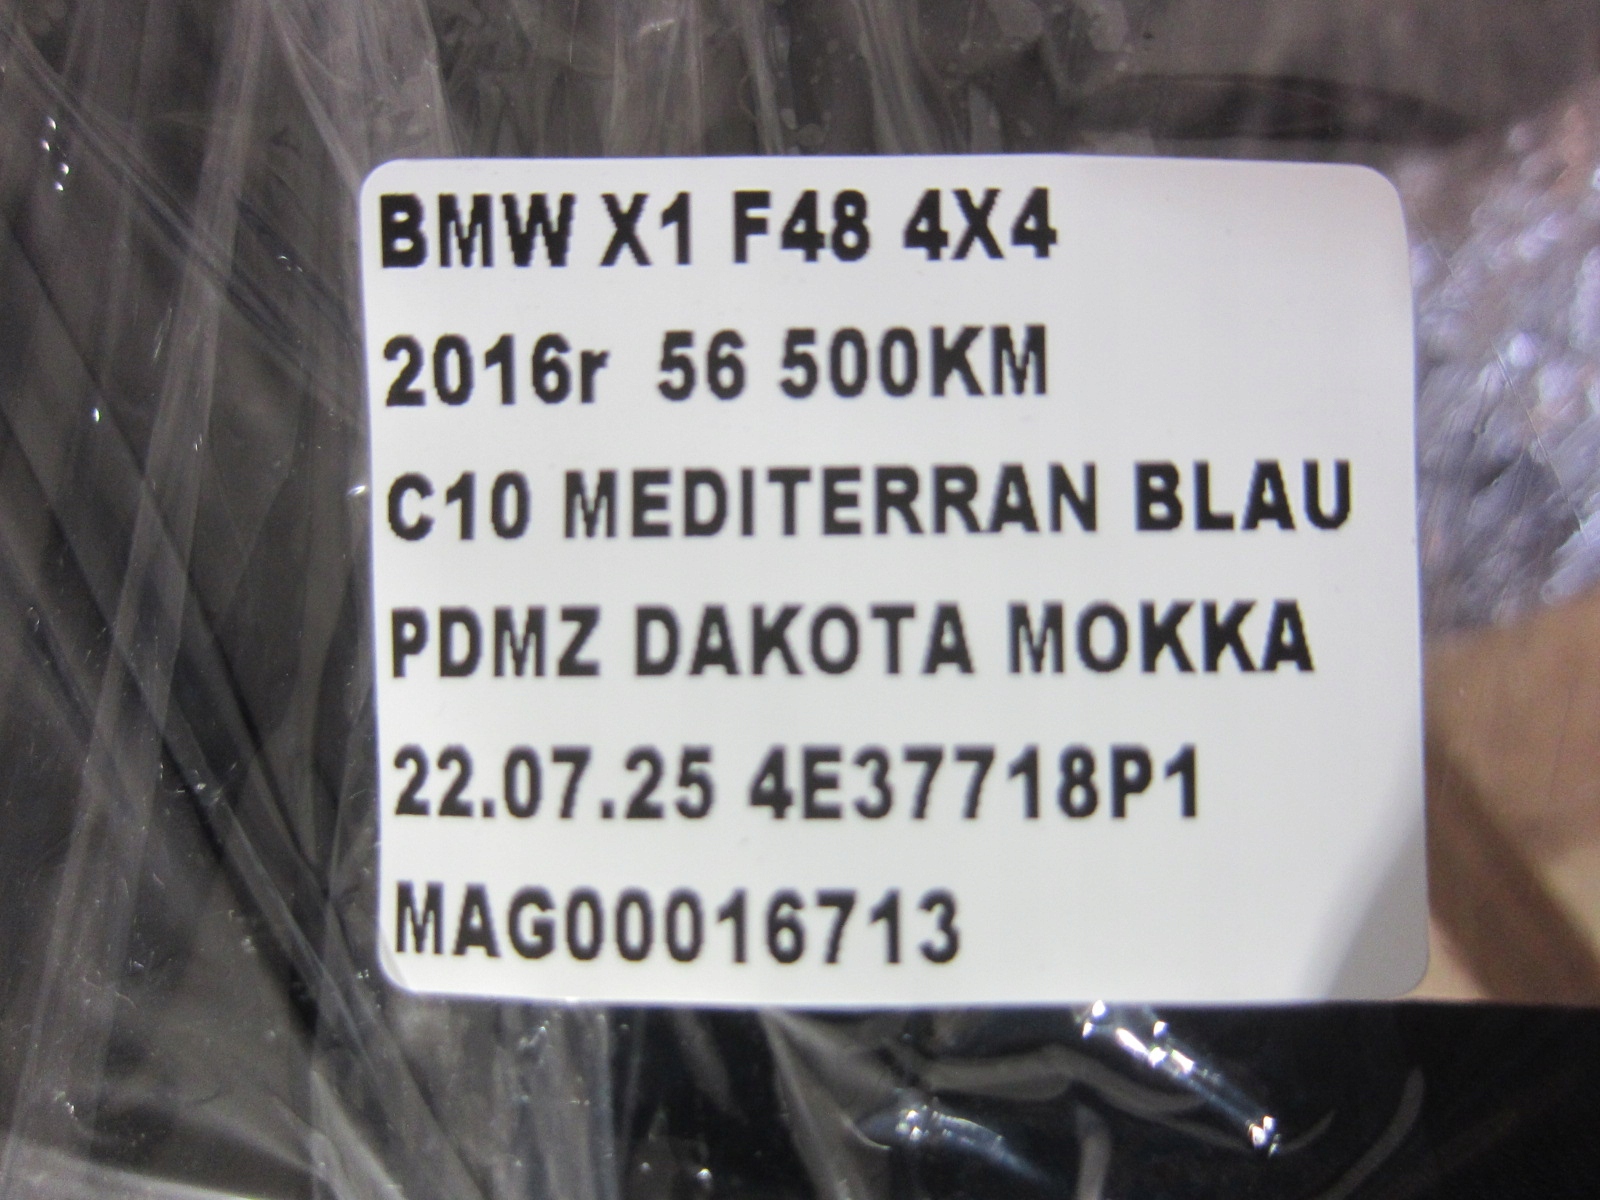 BMW X1 F48 4X4
2016r 56 500KM
C10 MEDITERRAN BLAU
PDMZ DAKOTA MOKKA
22.07.25 4E37718P1
MAG00016713